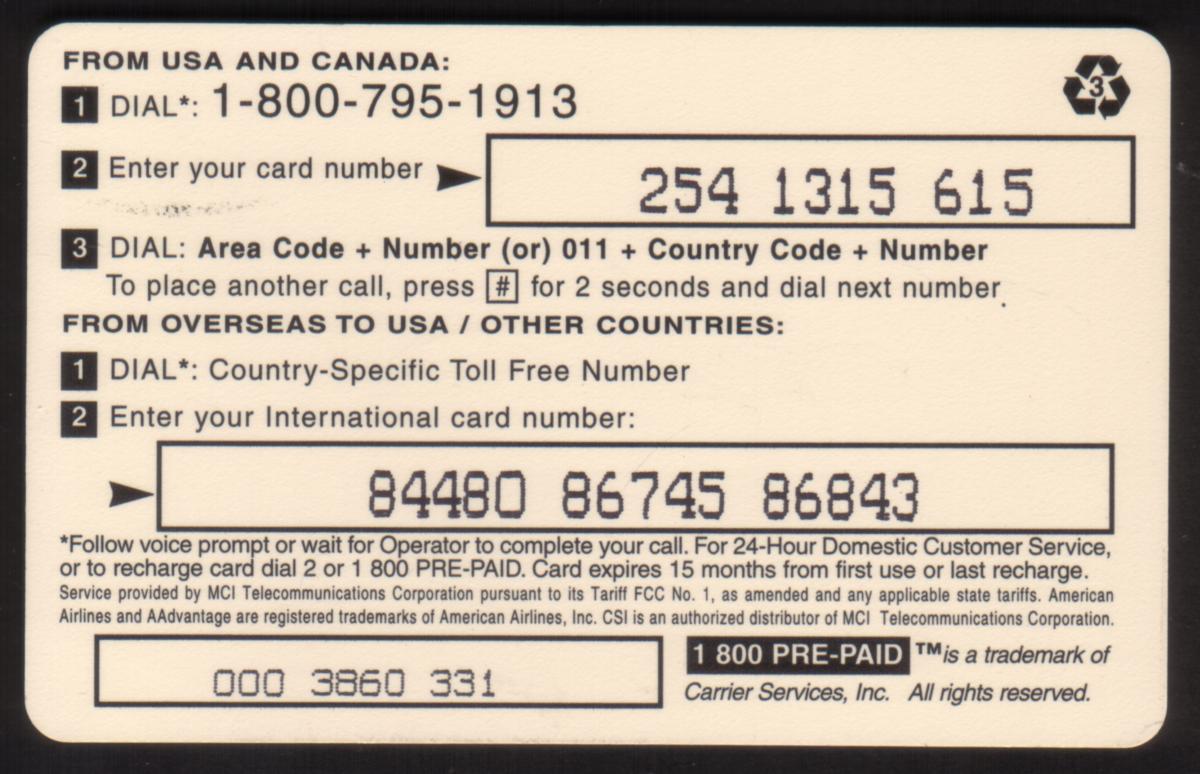 FROM USA AND CANADA:
1 DIAL*: 1-800-795-1913
3
2 Enter your card number
254 1315 615
3 DIAL: Area Code + Number (or) 011 + Country Code + Number
To place another call, press # for 2 seconds and dial next number.
FROM OVERSEAS TO USA / OTHER COUNTRIES:
1 DIAL*: Country-Specific Toll Free Number
2 Enter your International card number:
84480 86745 86843
*Follow voice prompt or wait for Operator to complete your call. For 24-Hour Domestic Customer Service,
or to recharge card dial 2 or 1 800 PRE-PAID. Card expires 15 months from first use or last recharge.
Service provided by MCI Telecommunications Corporation pursuant to its Tariff FCC No. 1, as amended and any applicable state tariffs. American
Airlines and AAdvantage are registered trademarks of American Airlines, Inc. CSI is an authorized distributor of MCI Telecommunications Corporation.
000 3860 331
1 800 PRE-PAID ™ is a trademark of
Carrier Services, Inc. All rights reserved.